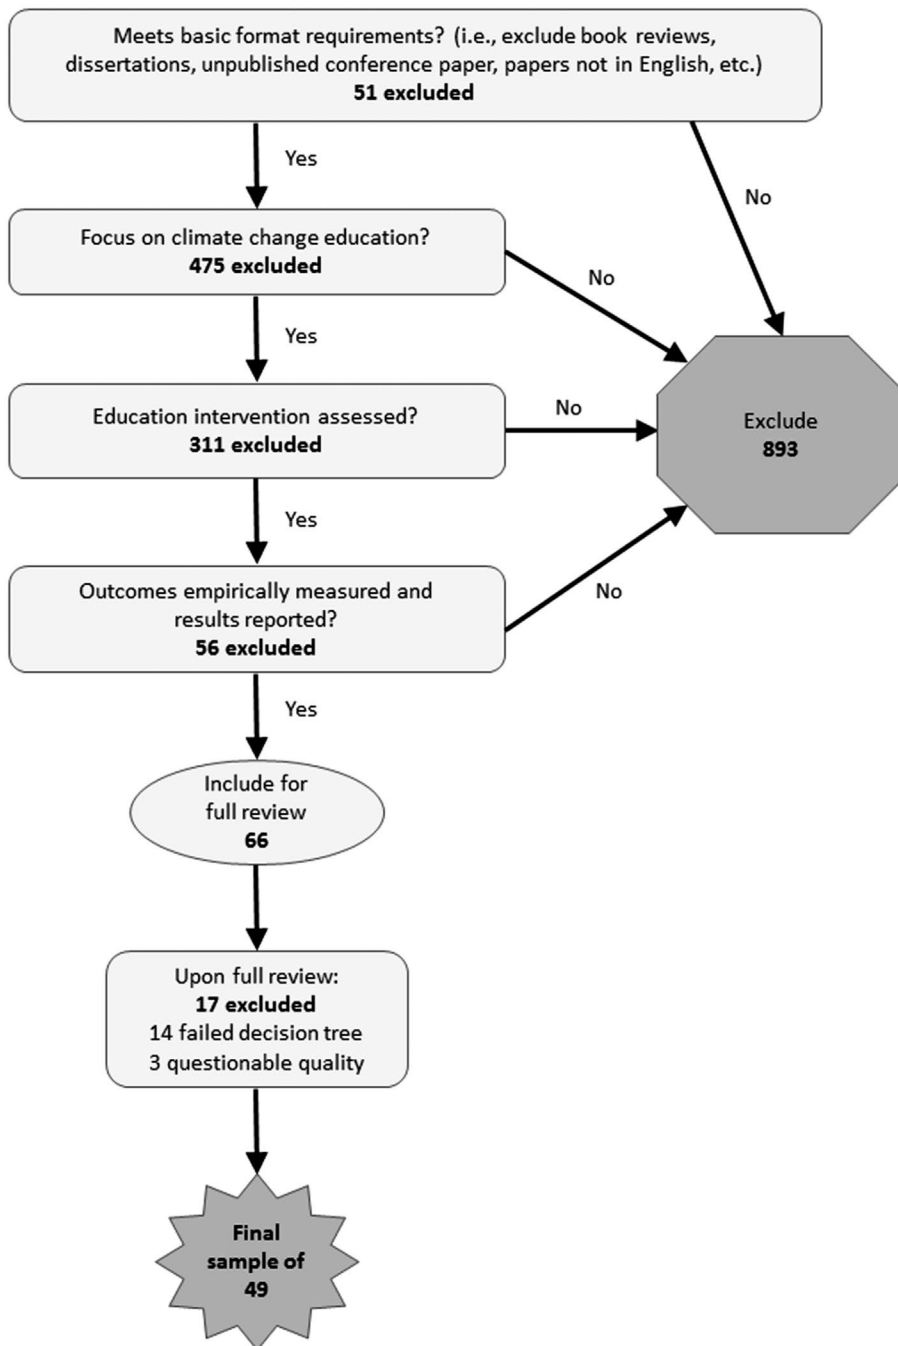 Meets basic format requirements? (i.e., exclude book reviews,
dissertations, unpublished conference paper, papers not in English, etc.)
51 excluded
Yes
No
Focus on climate change education?
475 excluded
No
Yes
Education intervention assessed?
311 excluded
No
Exclude
893
Yes
Outcomes empirically measured and
results reported?
56 excluded
No
Yes
Include for
full review
66
Upon full review:
17 excluded
14 failed decision tree
3 questionable quality
Final
sample of
49